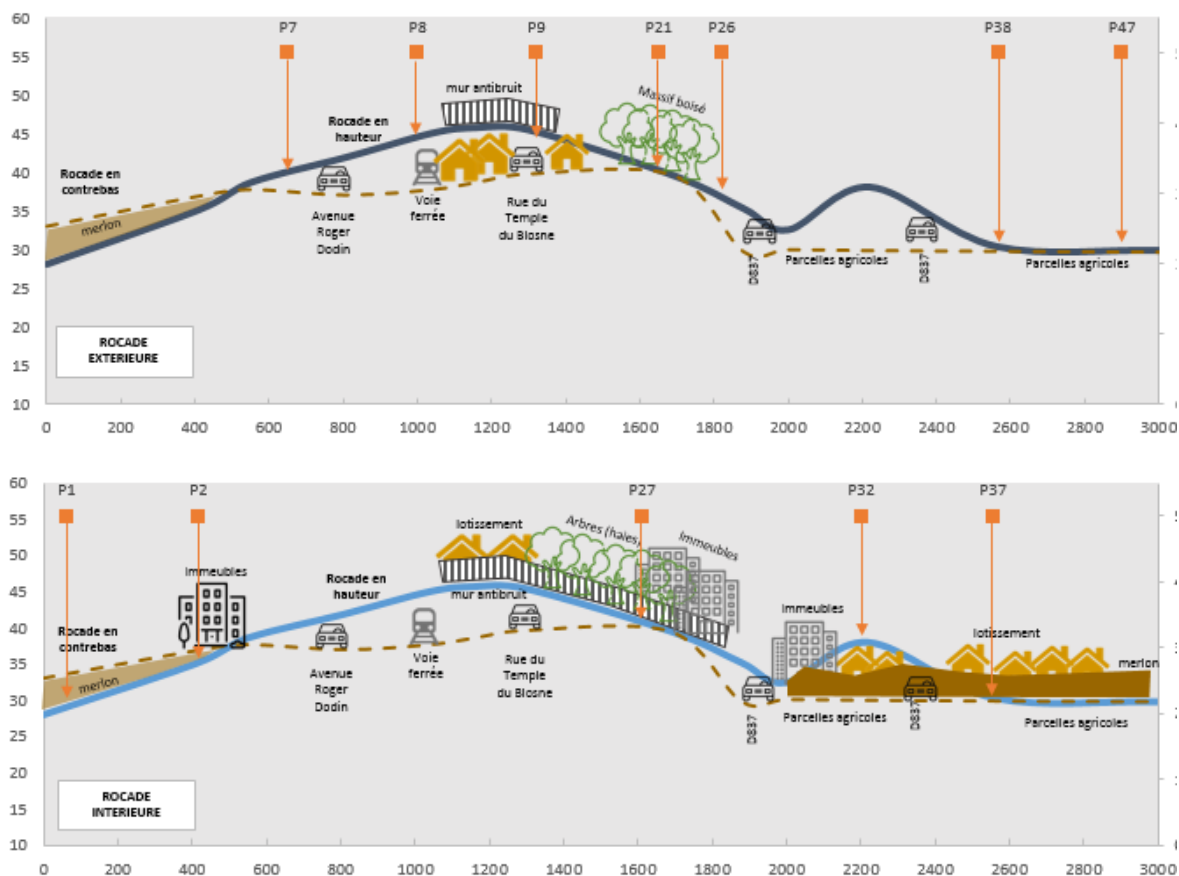 60
55
50
45
40
35
30
25
20
15
10
P7
P8
P9
P21
P26
P38
P47
mur antibruit
Massif boisé
Rocade en
hauteur
Rocade en
contrebas
merlon
Avenue
Roger
Dodin
Voie
ferrée
Rue du
Temple
du Blosne
D837
Parcelles agricoles
D837
Parcelles agricoles
ROCADE
EXTERIEURE
0 200 400 600 800 1000 1200 1400 1600 1800 2000 2200 2400 2600 2800 3000
60
55
50
45
40
35
30
25
20
15
10
P1
P2
P27
P32
P37
lotissement
Arbres (haies)
Immeubles
Immeubles
Rocade en
hauteur
mur antibruit
Immeubles
lotissement
Rocade en
contrebas
merlon
merlon
Avenue
Roger
Dodin
Voie
ferrée
Rue du
Temple
du Blosne
D837
Parcelles agricoles
D837
Parcelles agricoles
ROCADE
INTERIEURE
0 200 400 600 800 1000 1200 1400 1600 1800 2000 2200 2400 2600 2800 3000